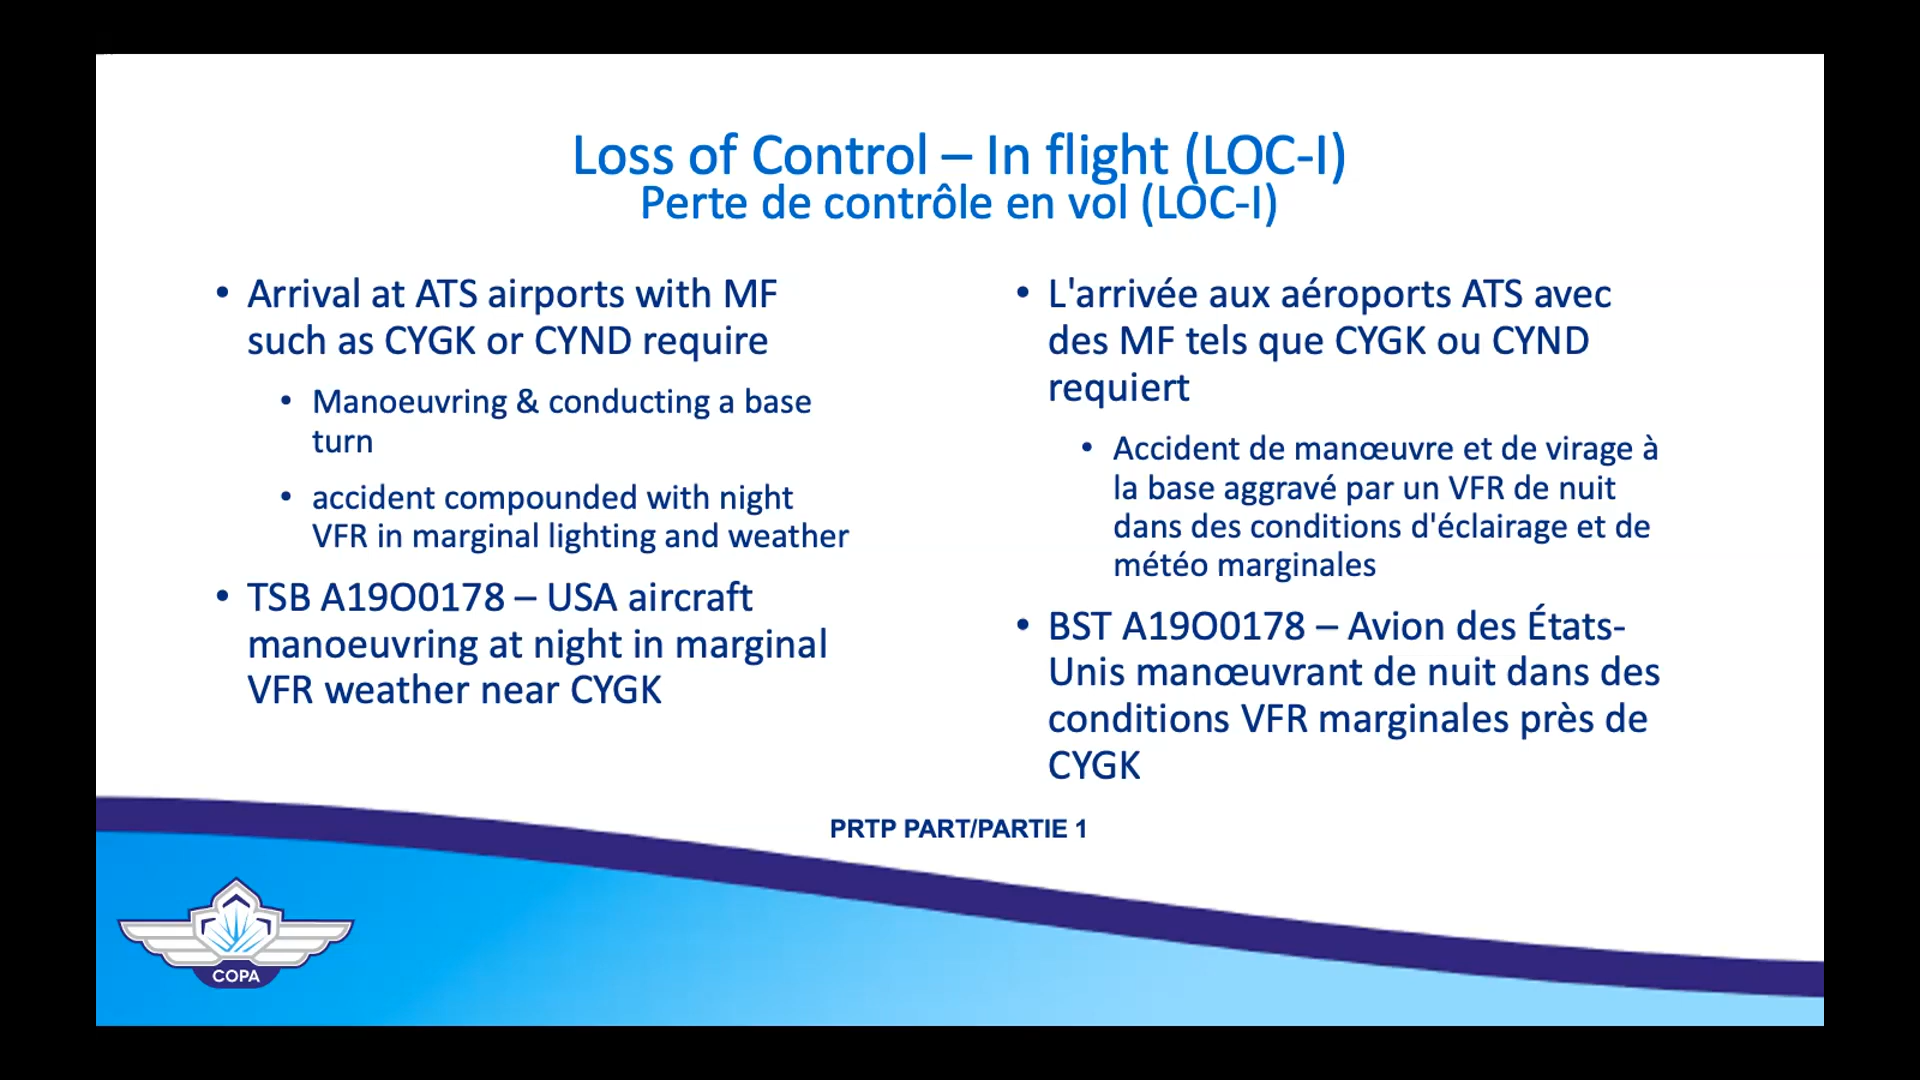 Loss of Control – In flight (LOC-I)
Perte de contrôle en vol (LOC-I)
• Arrival at ATS airports with MF
such as CYGK or CYND require
• Manoeuvring & conducting a base
turn
• accident compounded with night
VFR in marginal lighting and weather
• TSB A19O0178 – USA aircraft
manoeuvring at night in marginal
VFR weather near CYGK
• L'arrivée aux aéroports ATS avec
des MF tels que CYGK ou CYND
requiert
• Accident de manœuvre et de virage à
la base aggravé par un VFR de nuit
dans des conditions d'éclairage et de
météo marginales
• BST A19O0178 – Avion des États-
Unis manœuvrant de nuit dans des
conditions VFR marginales près de
CYGK
PRTP PART/PARTIE 1
COPA